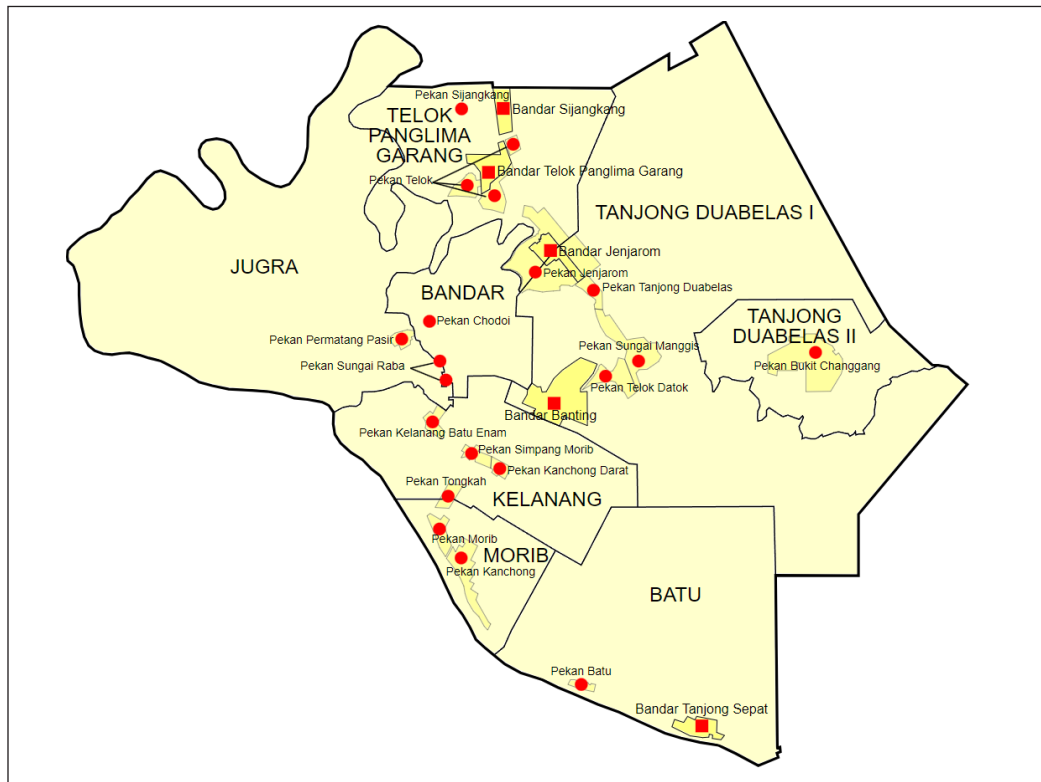 Pekan Sijangkang
Bandar Sijangkang
TELOK
PANGLIMA
GARANG
Bandar Telok Panglima Garang
Pekan Telok
TANJONG DUABELAS I
JUGRA
Bandar Jenjarom
Pekan Jenjarom
BANDAR
Pekan Tanjong Duabelas
Pekan Chodoi
TANJONG
DUABELAS II
Pekan Permatang Pasir
Pekan Sungai Manggis
Pekan Sungai Raba
Pekan Bukit Changgang
Pekan Telok Datok
Bandar Banting
Pekan Kelanang Batu Enam
Pekan Simpang Morib
Pekan Kanchong Darat
Pekan Tongkah
KELANANG
Pekan Morib
MORIB
Pekan Kanchong
BATU
Pekan Batu
Bandar Tanjong Sepat